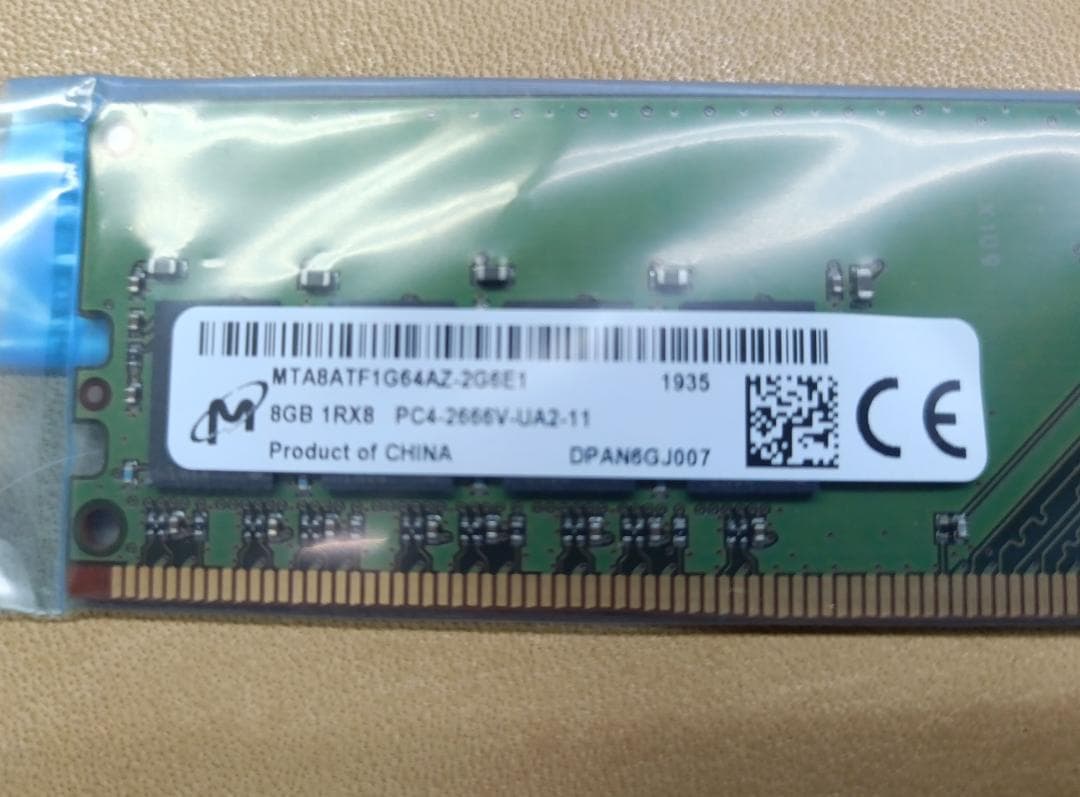 MTA8ATF1G64AZ-2G6E1 1935
8GB 1RX8 PC4-2666V-UA2-11
Product of CHINA DPAN6GJ007
CE